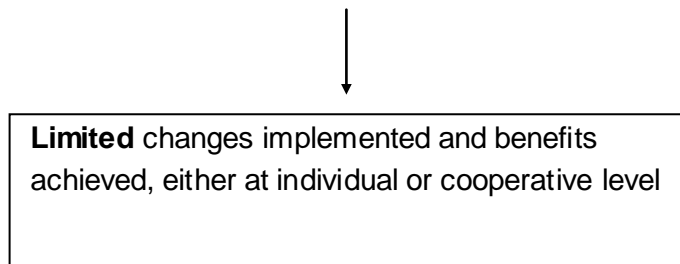 Limited changes implemented and benefits
achieved, either at individual or cooperative level